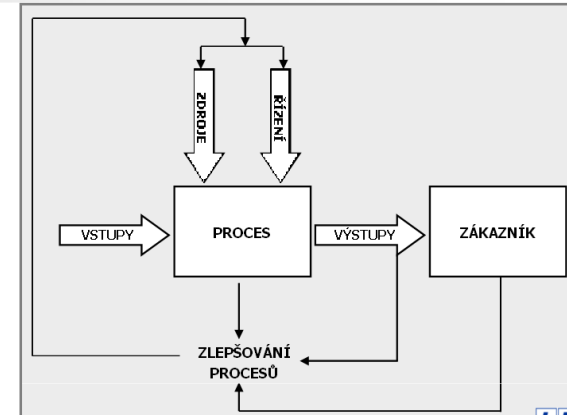 ZDROJE
ŘÍZENÍ
VSTUPY
PROCES
VÝSTUPY
ZÁKAZNÍK
ZLEPŠOVÁNÍ
PROCESŮ